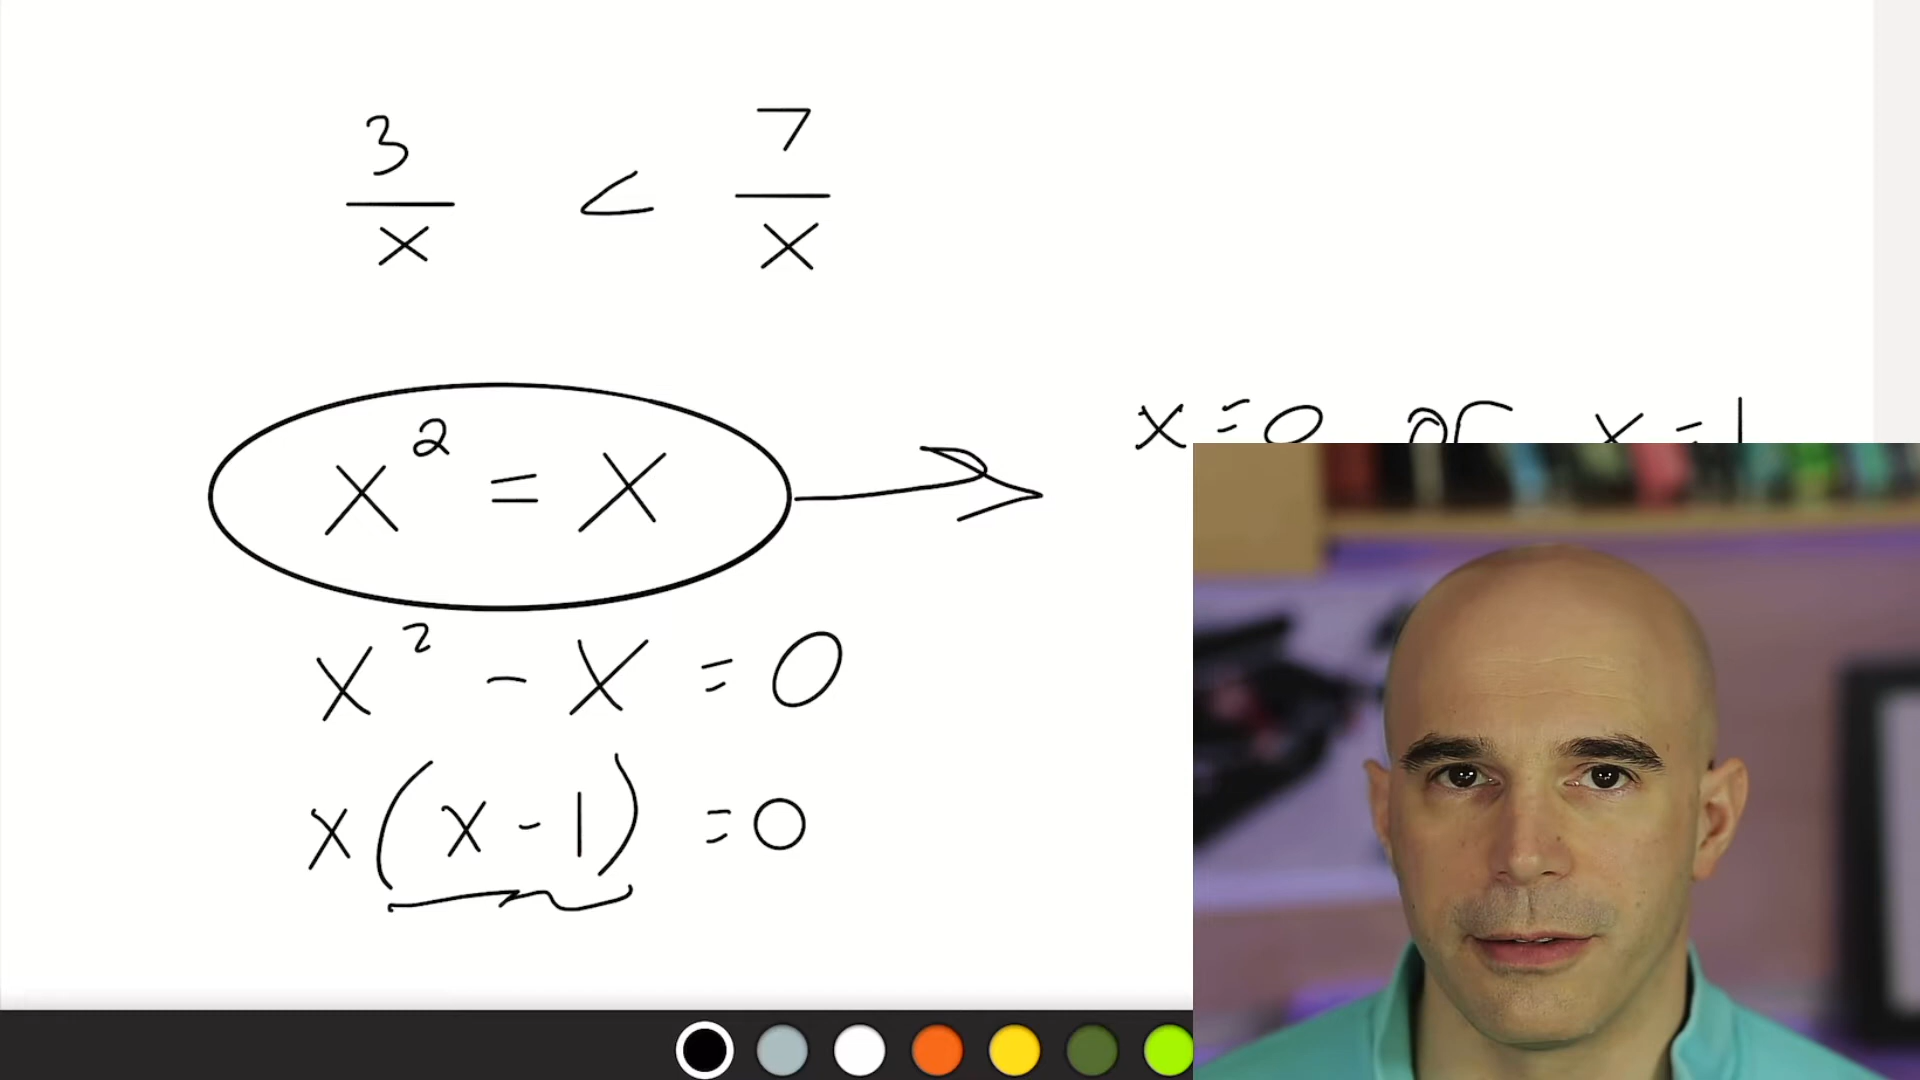 3/x < 7/x
x² = x → x = 0 or x = 1
x² - x = 0
x(x - 1) = 0